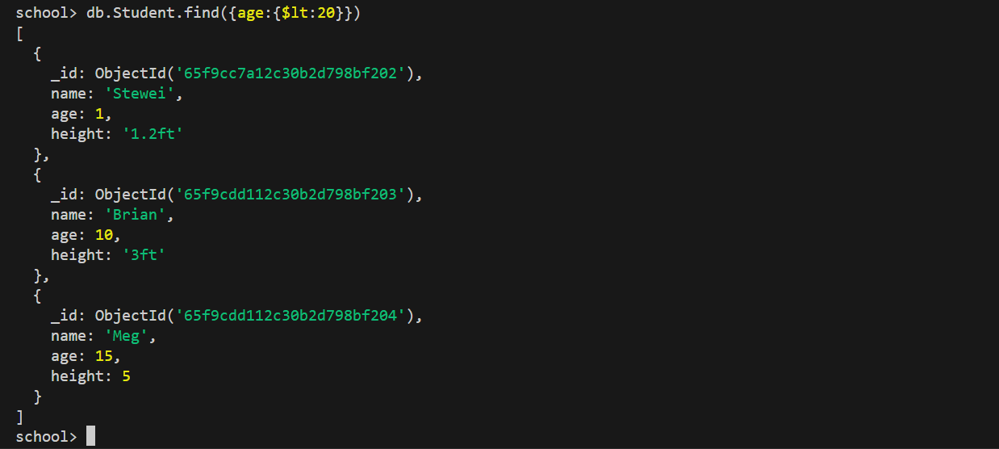 school> db.Student.find({age:{$lt:20}})
[
  {
    _id: ObjectId('65f9cc7a12c30b2d798bf202'),
    name: 'Stewei',
    age: 1,
    height: '1.2ft'
  },
  {
    _id: ObjectId('65f9cdd112c30b2d798bf203'),
    name: 'Brian',
    age: 10,
    height: '3ft'
  },
  {
    _id: ObjectId('65f9cdd112c30b2d798bf204'),
    name: 'Meg',
    age: 15,
    height: 5
  }
]
school>